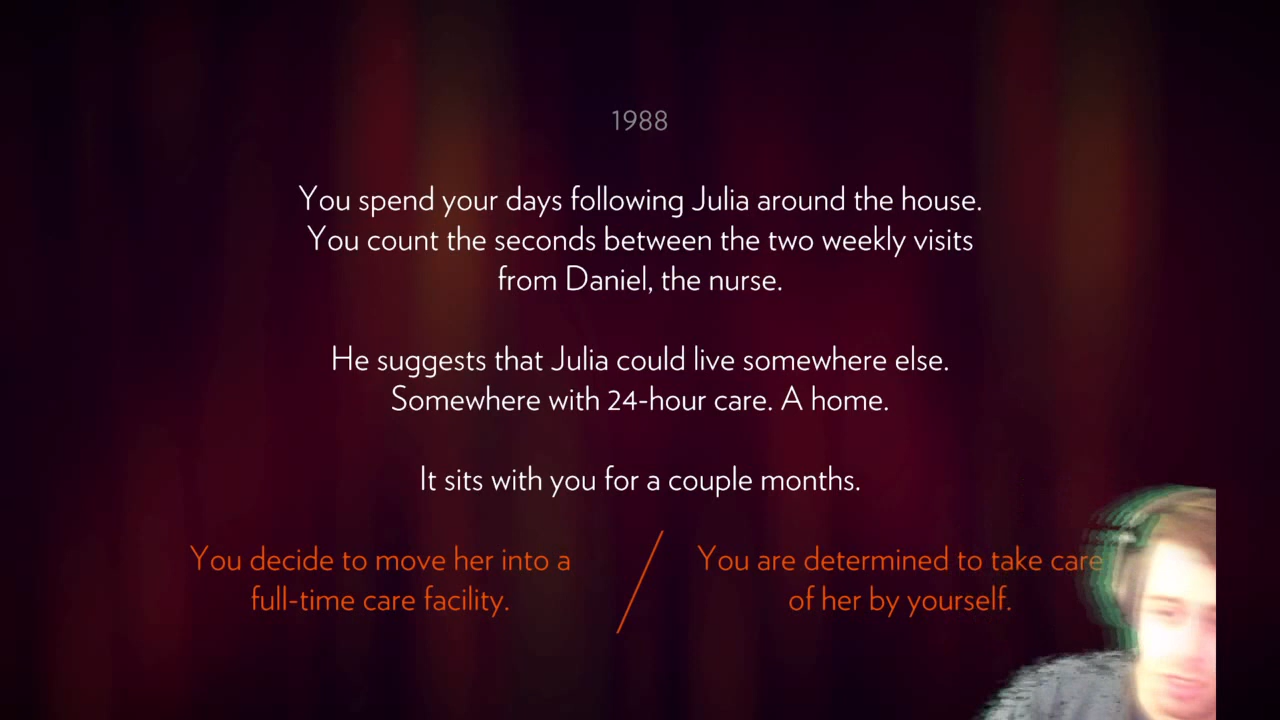 1988
You spend your days following Julia around the house.
You count the seconds between the two weekly visits
from Daniel, the nurse.
He suggests that Julia could live somewhere else.
Somewhere with 24-hour care. A home.
It sits with you for a couple months.
You decide to move her into a
full-time care facility.
You are determined to take care
of her by yourself.